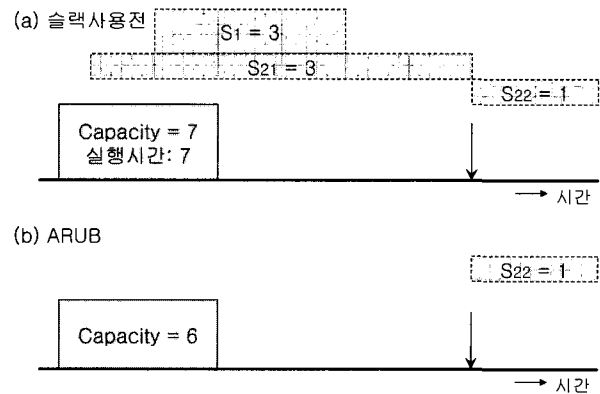 (a) 슬랙사용전
S1 = 3
S21 = 3
S22 = 1
Capacity = 7
실행시간: 7
시간
(b) ARUB
S22 = 1
Capacity = 6
시간